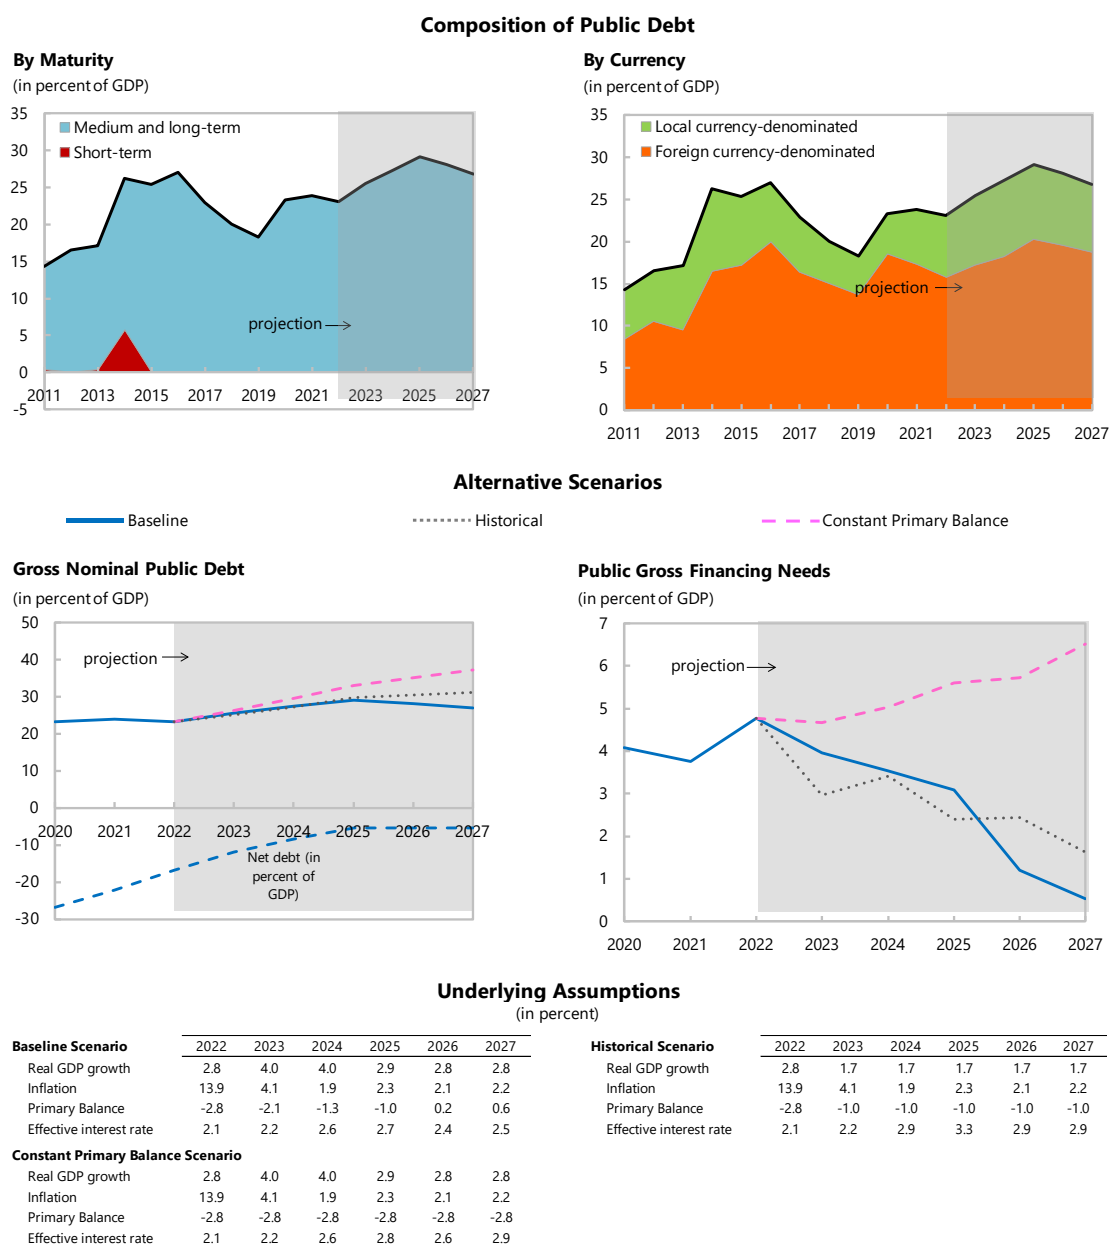 Composition of Public Debt
By Maturity
(in percent of GDP)
35
30
25
20
15
10
5
0
-5
Medium and long-term
Short-term
projection
2011 2013 2015 2017 2019 2021 2023 2025 2027
By Currency
(in percent of GDP)
35
30
25
20
15
10
5
0
Local currency-denominated
Foreign currency-denominated
projection
2011 2013 2015 2017 2019 2021 2023 2025 2027
Alternative Scenarios
Baseline Historical Constant Primary Balance
Gross Nominal Public Debt
(in percent of GDP)
50
40
30
20
10
0
-10
-20
-30
projection
2020 2021 2022 2023 2024 2025 2026 2027
Net debt (in
percent of
GDP)
Public Gross Financing Needs
(in percent of GDP)
7
6
5
4
3
2
1
0
projection
2020 2021 2022 2023 2024 2025 2026 2027
Underlying Assumptions
(in percent)
Baseline Scenario 2022 2023 2024 2025 2026 2027
Real GDP growth 2.8 4.0 4.0 2.9 2.8 2.8
Inflation 13.9 4.1 1.9 2.3 2.1 2.2
Primary Balance -2.8 -2.1 -1.3 -1.0 0.2 0.6
Effective interest rate 2.1 2.2 2.6 2.7 2.4 2.5
Constant Primary Balance Scenario
Real GDP growth 2.8 4.0 4.0 2.9 2.8 2.8
Inflation 13.9 4.1 1.9 2.3 2.1 2.2
Primary Balance -2.8 -2.8 -2.8 -2.8 -2.8 -2.8
Effective interest rate 2.1 2.2 2.6 2.8 2.6 2.9
Historical Scenario 2022 2023 2024 2025 2026 2027
Real GDP growth 2.8 1.7 1.7 1.7 1.7 1.7
Inflation 13.9 4.1 1.9 2.3 2.1 2.2
Primary Balance -2.8 -1.0 -1.0 -1.0 -1.0 -1.0
Effective interest rate 2.1 2.2 2.9 3.3 2.9 2.9